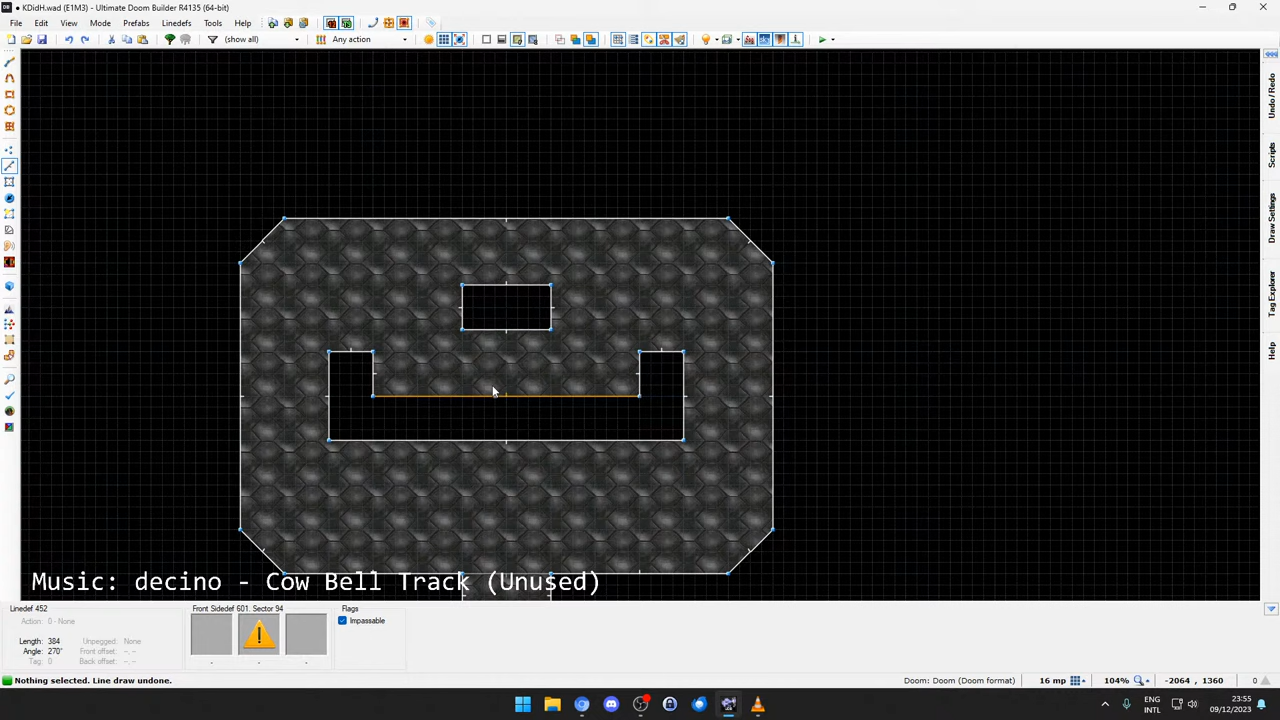 KDidH.wad (E1M3) - Ultimate Doom Builder R4135 (64-bit)
File Edit View Mode Prefabs Linedefs Tools Help
(show all) Any action
Undo / Redo
Scripts
Draw Settings
Tag Explorer
Help
Music: decino - Cow Bell Track (Unused)
Linedef 452
Action: 0 - None
Length: 384 Unpegged: None
Angle: 270° Front offset: --, --
Tag: 0 Back offset: --, --
Front Sidedef 601. Sector 94
Flags
Impassable
Nothing selected. Line draw undone.
Doom: Doom (Doom format) 16 mp 104% -2064 , 1360 0
ENG
INTL
23:55
09/12/2023